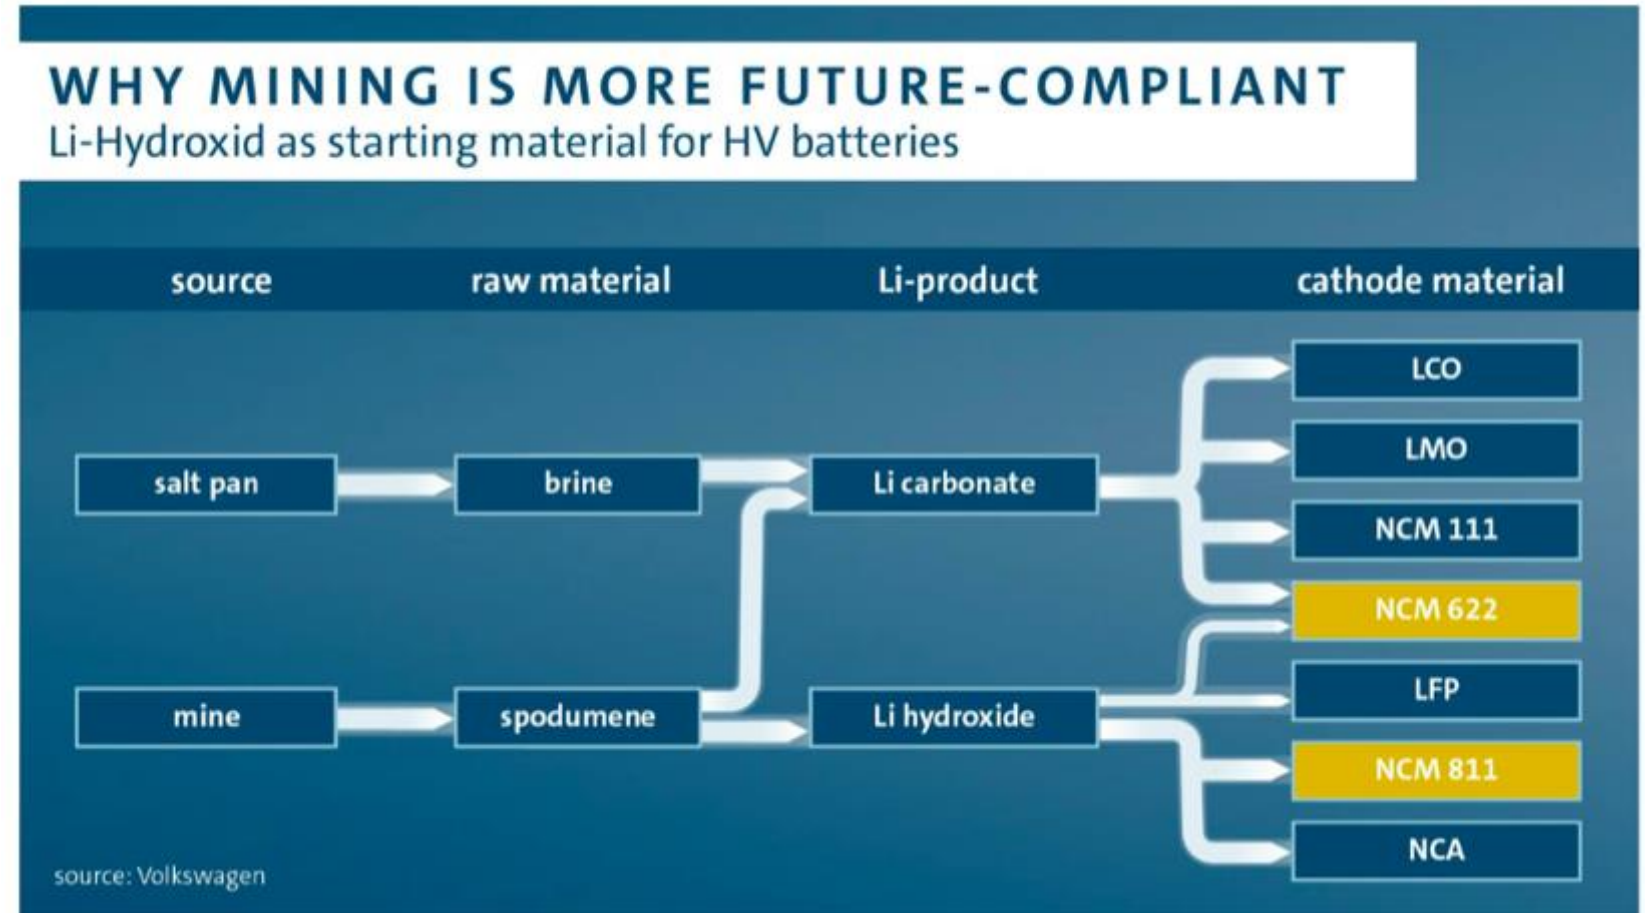 WHY MINING IS MORE FUTURE-COMPLIANT
Li-Hydroxid as starting material for HV batteries
source raw material Li-product cathode material
LCO
LMO
salt pan brine Li carbonate
NCM 111
NCM 622
LFP
mine spodumene Li hydroxide
NCM 811
NCA
source: Volkswagen